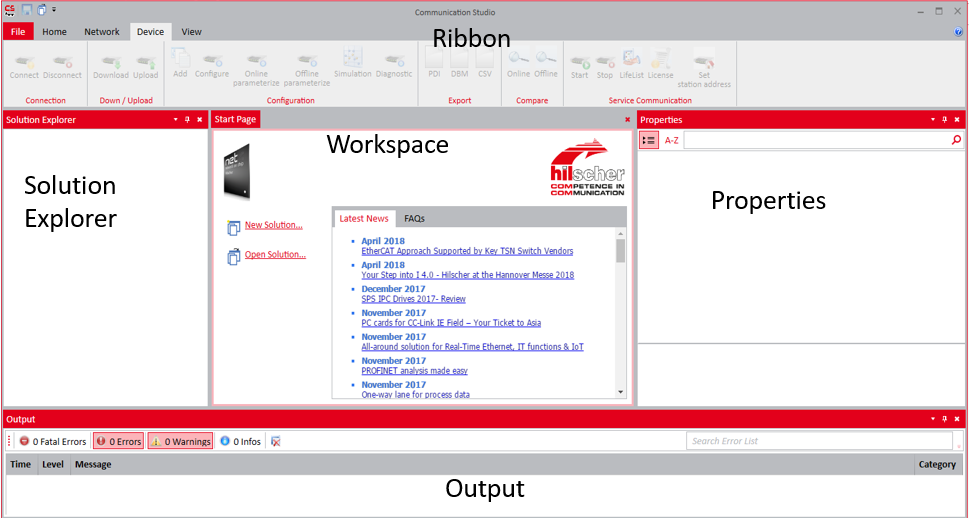 CS
Communication Studio
File Home Network Device View
Ribbon
Connect Disconnect Download Upload Add Configure Online parameterize Offline parameterize Simulation Diagnostic PDI DBM CSV Online Offline Start Stop LifeList License Set station address
Connection Down / Upload Configuration Export Compare Service Communication
Solution Explorer Start Page Properties
A-Z
Workspace
net
hilscher
COMPETENCE IN
COMMUNICATION
Solution
Explorer
Properties
New Solution...
Open Solution...
Latest News FAQs
April 2018
EtherCAT Approach Supported by Key TSN Switch Vendors
April 2018
Your Step into I 4.0 - Hilscher at the Hannover Messe 2018
December 2017
SPS IPC Drives 2017- Review
November 2017
PC cards for CC-Link IE Field – Your Ticket to Asia
November 2017
All-around solution for Real-Time Ethernet, IT functions & IoT
November 2017
PROFINET analysis made easy
November 2017
One-way lane for process data
Output
0 Fatal Errors 0 Errors 0 Warnings 0 Infos Search Error List
Time Level Message Category
Output